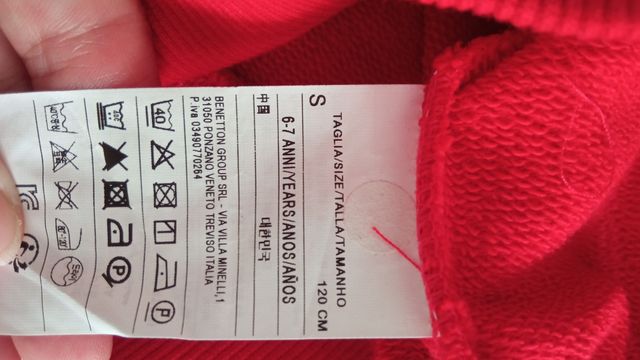 TAGLIA/SIZE/TALLA/TAMANHO
S 120 CM
6-7 ANNI/YEARS/ANOS/AÑOS
中国 대한민국
BENETTON GROUP SRL - VIA VILLA MINELLI, 1
31050 PONZANO VENETO TREVISO ITALIA
P.iva 03490770264
40
P